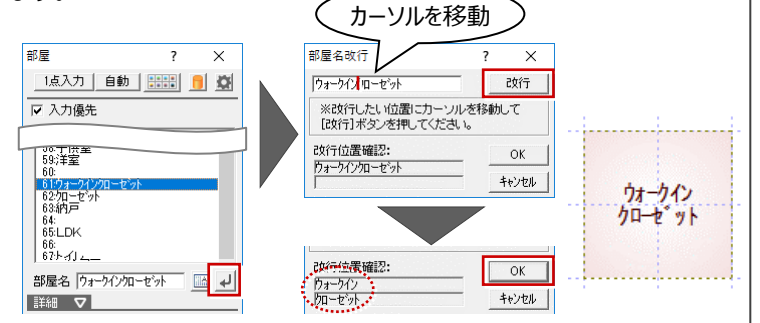 カーソルを移動
部屋 ? ×
1点入力 自動
入力優先
59:洋室
60:
61:ウォークインクローゼット
62:クローゼット
63:納戸
64:
65:LDK
66:
部屋名 ウォークインクローゼット
詳細 ▽
部屋名改行 ? ×
ウォークインクローゼット 改行
※改行したい位置にカーソルを移動して
[改行]ボタンを押してください。
改行位置確認: OK
ウォークインクローゼット
キャンセル
改行位置確認: OK
ウォークイン
クローゼット キャンセル
ウォークイン
クローゼット